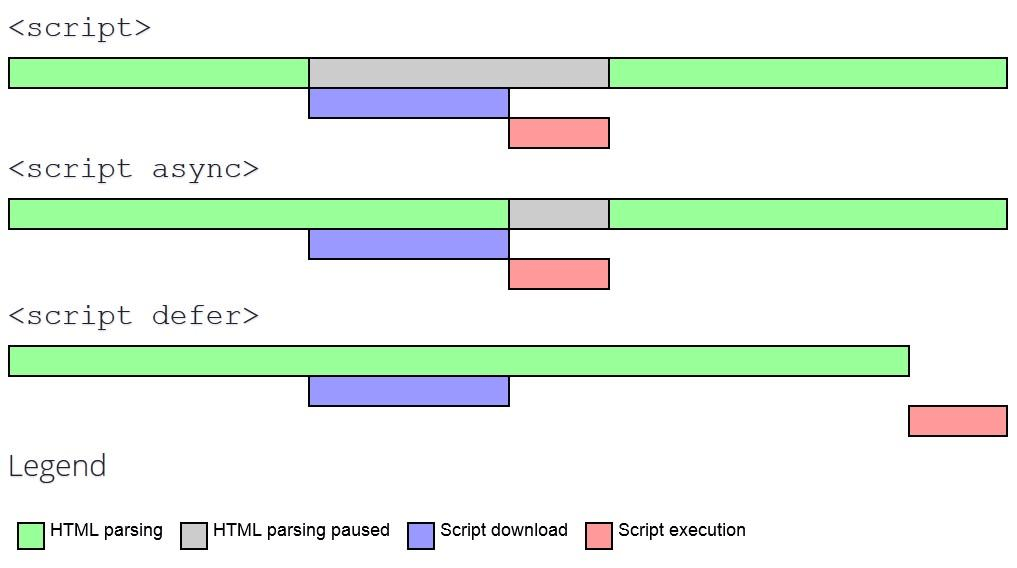 <script>
<script async>
<script defer>
Legend
HTML parsing HTML parsing paused Script download Script execution